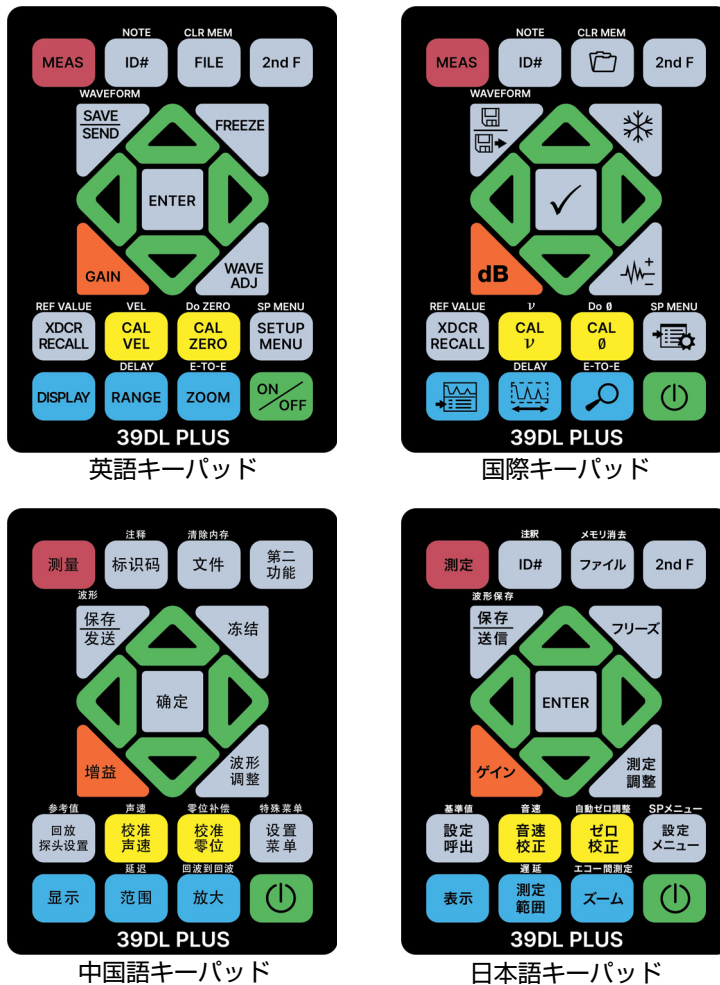 NOTE CLR MEM
MEAS ID# FILE 2nd F
WAVEFORM
SAVE
SEND
FREEZE
ENTER
GAIN
WAVE
ADJ
REF VALUE VEL Do ZERO SP MENU
XDCR
RECALL
CAL
VEL
CAL
ZERO
SETUP
MENU
DELAY E-TO-E
DISPLAY RANGE ZOOM ON/OFF
39DL PLUS
英語キーパッド
NOTE CLR MEM
MEAS ID# 2nd F
WAVEFORM
dB
REF VALUE ν Do Ø SP MENU
XDCR
RECALL
CAL
ν
CAL
Ø
DELAY E-TO-E
39DL PLUS
国際キーパッド
注释 清除内存
测量 标识码 文件 第二
功能
波形
保存
发送
冻结
确定
增益
波形
调整
参考值 声速 零位补偿 特殊菜单
回放
探头设置
校准
声速
校准
零位
设置
菜单
延迟 回波到回波
显示 范围 放大
39DL PLUS
中国語キーパッド
注釈 メモリ消去
測定 ID# ファイル 2nd F
波形保存
保存
送信
フリーズ
ENTER
ゲイン
測定
調整
基準値 音速 自動ゼロ調整 SPメニュー
設定
呼出
音速
校正
ゼロ
校正
設定
メニュー
遅延 エコー間測定
表示 測定
範囲
ズーム
39DL PLUS
日本語キーパッド